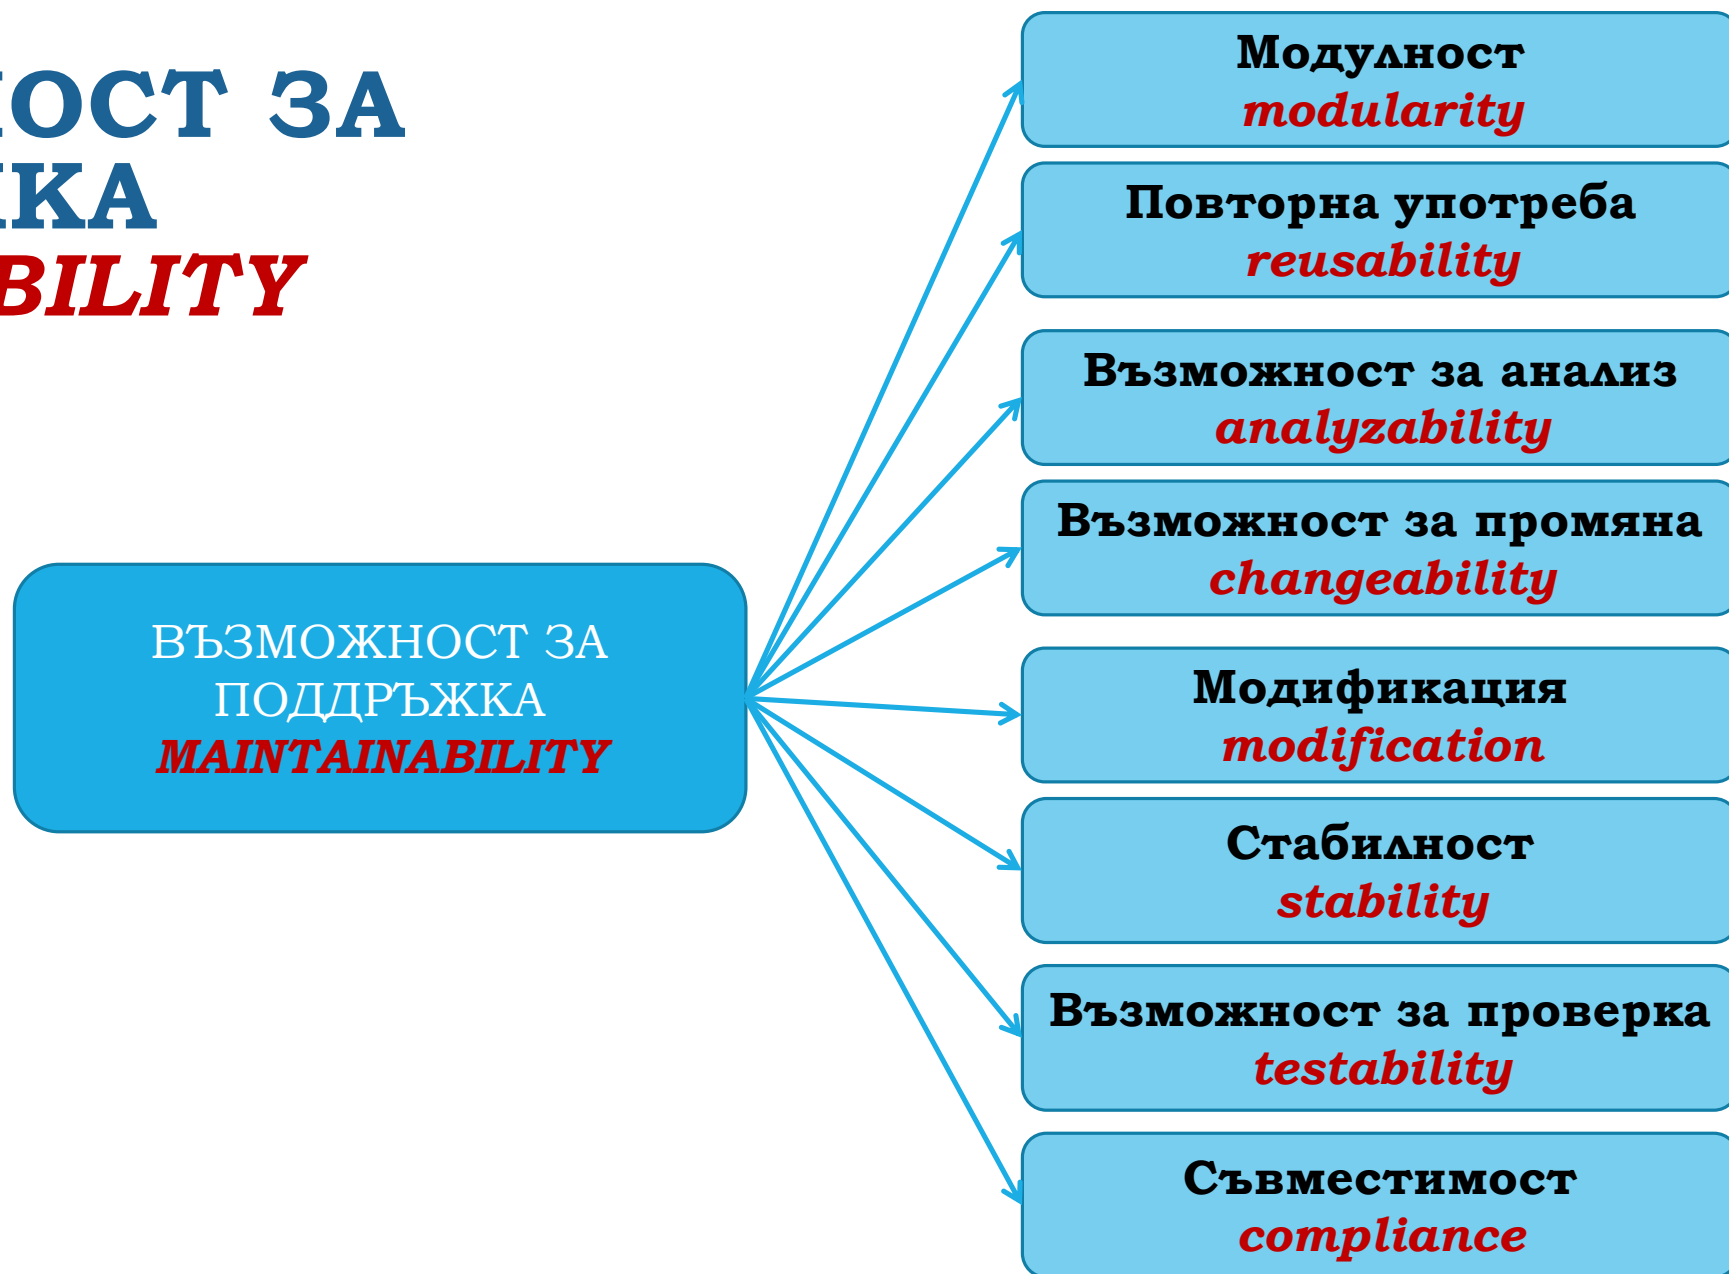 ОСТ ЗА
КА
BILITY
Модулност
modularity
Повторна употреба
reusability
Възможност за анализ
analyzability
Възможност за промяна
changeability
ВЪЗМОЖНОСТ ЗА
ПОДДРЪЖКА
MAINTAINABILITY
Модификация
modification
Стабилност
stability
Възможност за проверка
testability
Съвместимост
compliance